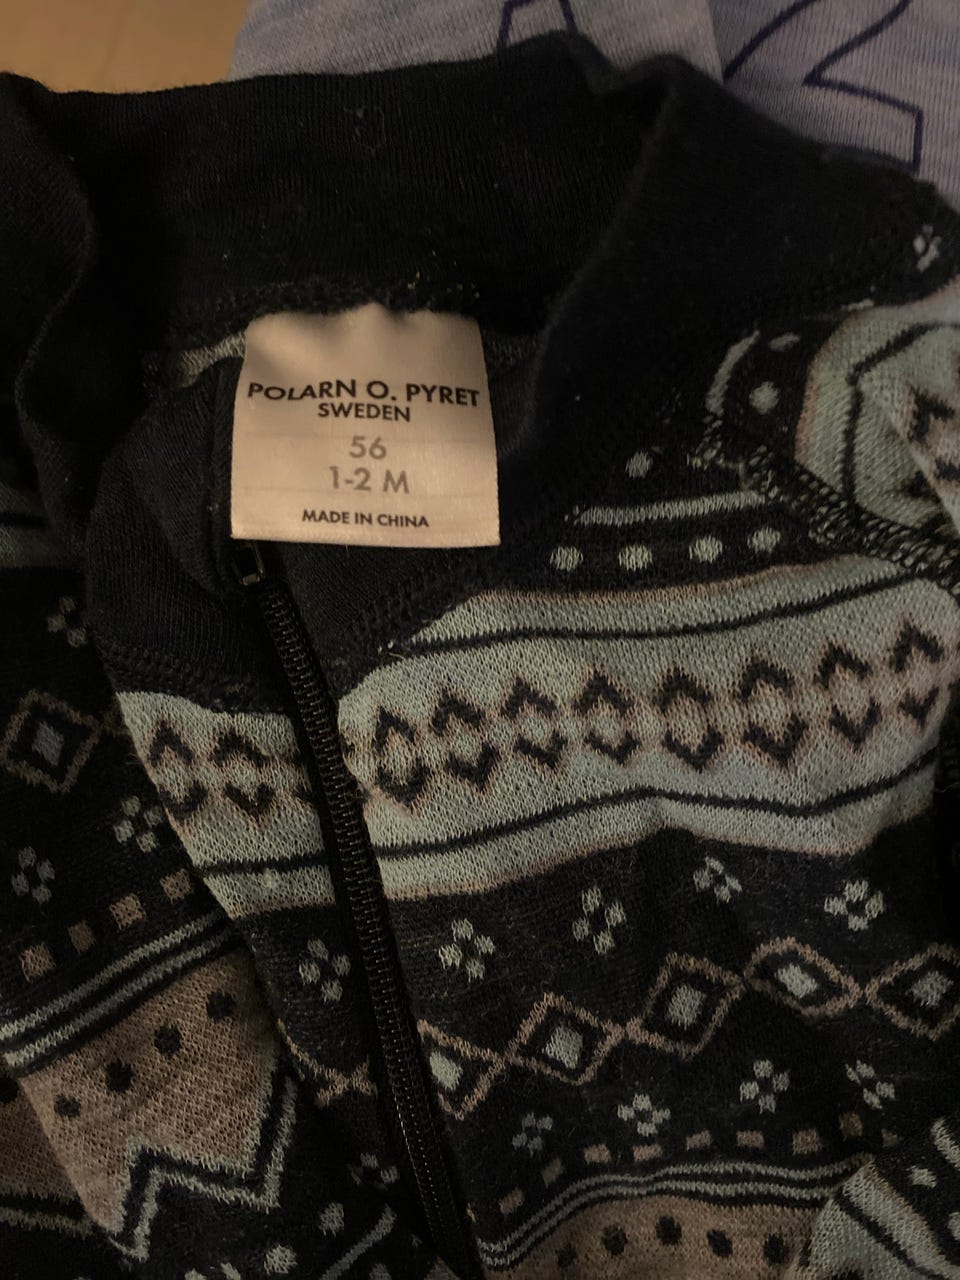 POLARN O. PYRET
SWEDEN
56
1-2 M
MADE IN CHINA